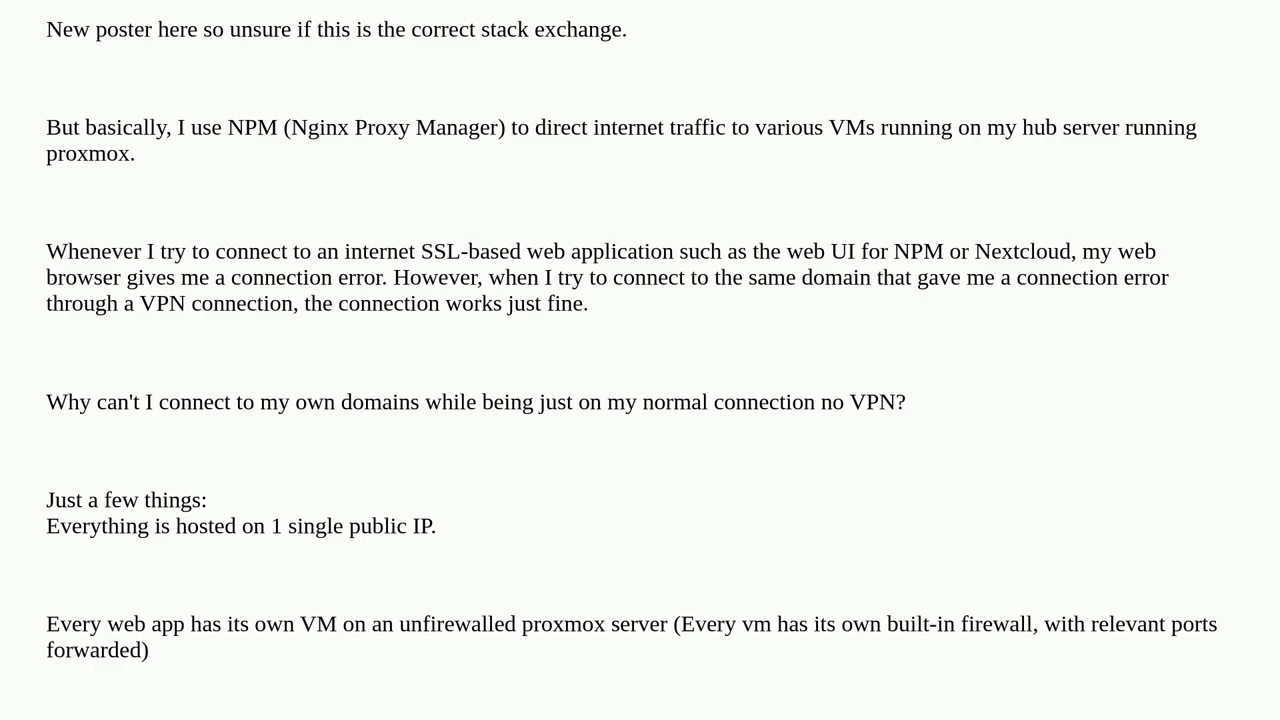 New poster here so unsure if this is the correct stack exchange.
But basically, I use NPM (Nginx Proxy Manager) to direct internet traffic to various VMs running on my hub server running
proxmox.
Whenever I try to connect to an internet SSL-based web application such as the web UI for NPM or Nextcloud, my web
browser gives me a connection error. However, when I try to connect to the same domain that gave me a connection error
through a VPN connection, the connection works just fine.
Why can't I connect to my own domains while being just on my normal connection no VPN?
Just a few things:
Everything is hosted on 1 single public IP.
Every web app has its own VM on an unfirewalled proxmox server (Every vm has its own built-in firewall, with relevant ports
forwarded)